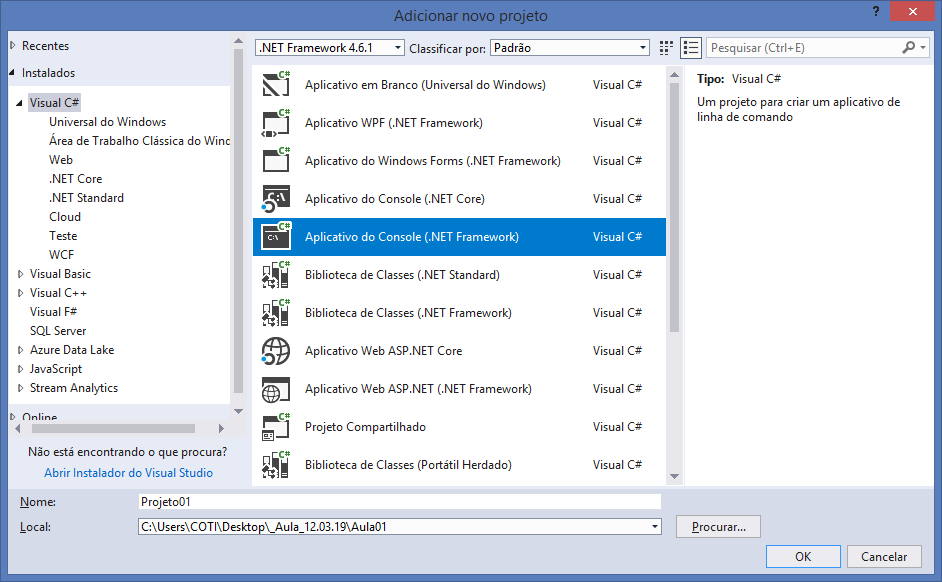 Adicionar novo projeto
?
Recentes
Instalados
Visual C#
Universal do Windows
Área de Trabalho Clássica do Wind
Web
.NET Core
.NET Standard
Cloud
Teste
WCF
Visual Basic
Visual C++
Visual F#
SQL Server
Azure Data Lake
JavaScript
Stream Analytics
Online
Não está encontrando o que procura?
Abrir Instalador do Visual Studio
.NET Framework 4.6.1 Classificar por: Padrão
Pesquisar (Ctrl+E)
Aplicativo em Branco (Universal do Windows) Visual C#
Aplicativo WPF (.NET Framework) Visual C#
Aplicativo do Windows Forms (.NET Framework) Visual C#
Aplicativo do Console (.NET Core) Visual C#
Aplicativo do Console (.NET Framework) Visual C#
Biblioteca de Classes (.NET Standard) Visual C#
Biblioteca de Classes (.NET Framework) Visual C#
Aplicativo Web ASP.NET Core Visual C#
Aplicativo Web ASP.NET (.NET Framework) Visual C#
Projeto Compartilhado Visual C#
Biblioteca de Classes (Portátil Herdado) Visual C#
Tipo: Visual C#
Um projeto para criar um aplicativo de
linha de comando
Nome: Projeto01
Local: C:\Users\COTI\Desktop\_Aula_12.03.19\Aula01
Procurar...
OK Cancelar